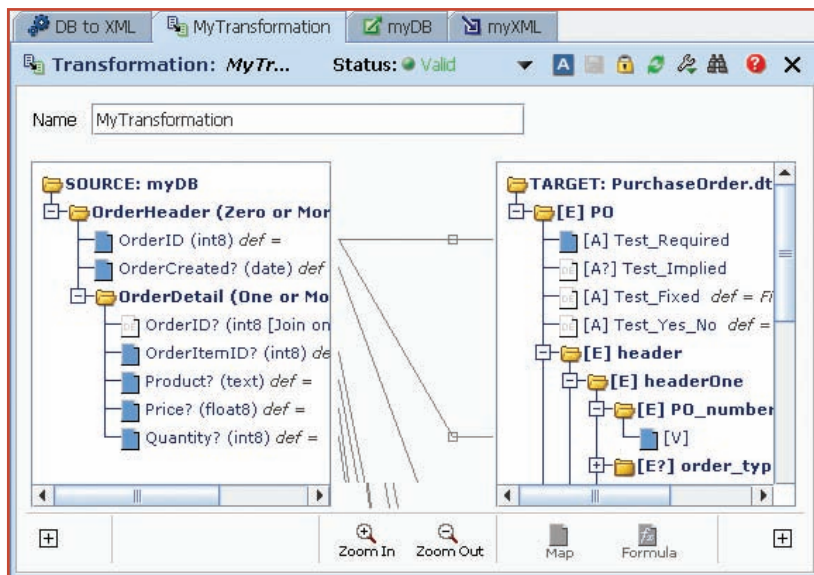 DB to XML MyTransformation myDB myXML
Transformation: MyTr... Status: Valid A ?
Name MyTransformation
SOURCE: myDB
OrderHeader (Zero or Mor
OrderID (int8) def =
OrderCreated? (date) def
OrderDetail (One or Mo
OrderID? (int8 [Join on
OrderItemID? (int8) de
Product? (text) def =
Price? (float8) def =
Quantity? (int8) def =
TARGET: PurchaseOrder.dt
[E] PO
[A] Test_Required
[A?] Test_Implied
[A] Test_Fixed def = Fi
[A] Test_Yes_No def =
[E] header
[E] headerOne
[E] PO_number
[V]
[E?] order_typ
Zoom In Zoom Out Map Formula